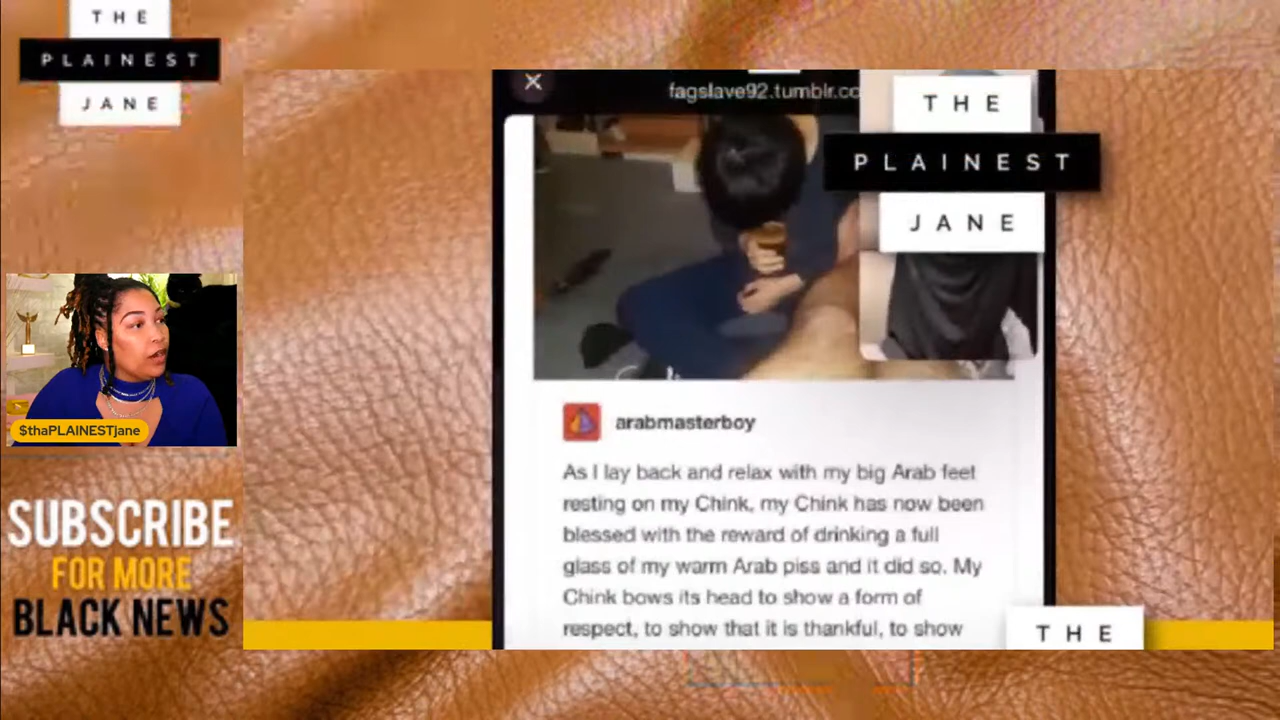 THE
PLAINEST
JANE
fagslave92.tumblr.co
THE
PLAINEST
JANE
arabmasterboy
As I lay back and relax with my big Arab feet
resting on my Chink, my Chink has now been
blessed with the reward of drinking a full
glass of my warm Arab piss and it did so. My
Chink bows its head to show a form of
respect, to show that it is thankful, to show
$thaPLAINESTjane
SUBSCRIBE
FOR MORE
BLACK NEWS
THE